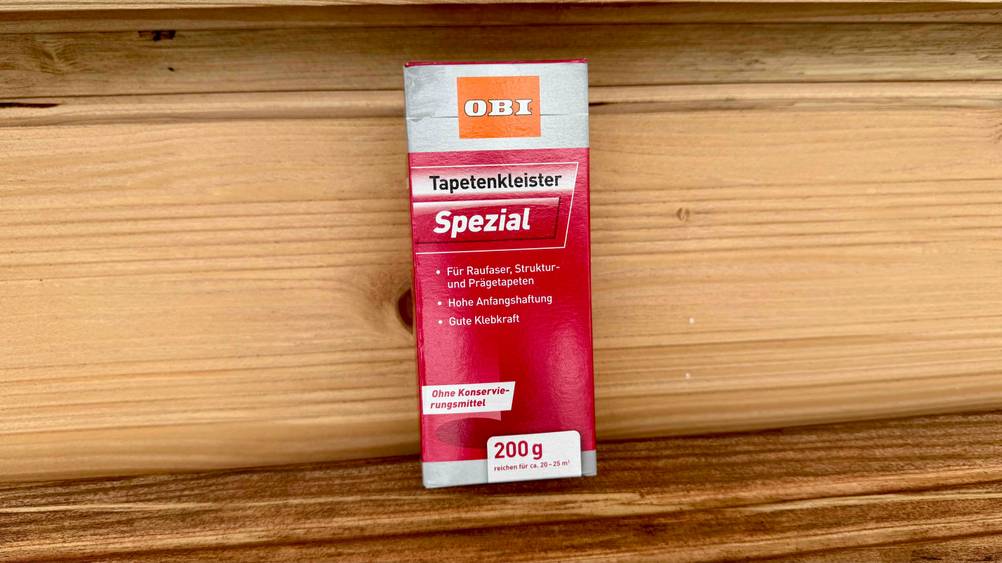 OBI
Tapetenkleister
Spezial
• Für Raufaser, Struktur-
und Prägetapeten
• Hohe Anfangshaftung
• Gute Klebkraft
Ohne Konservie-
rungsmittel
200 g
reichen für ca. 20–25 m²